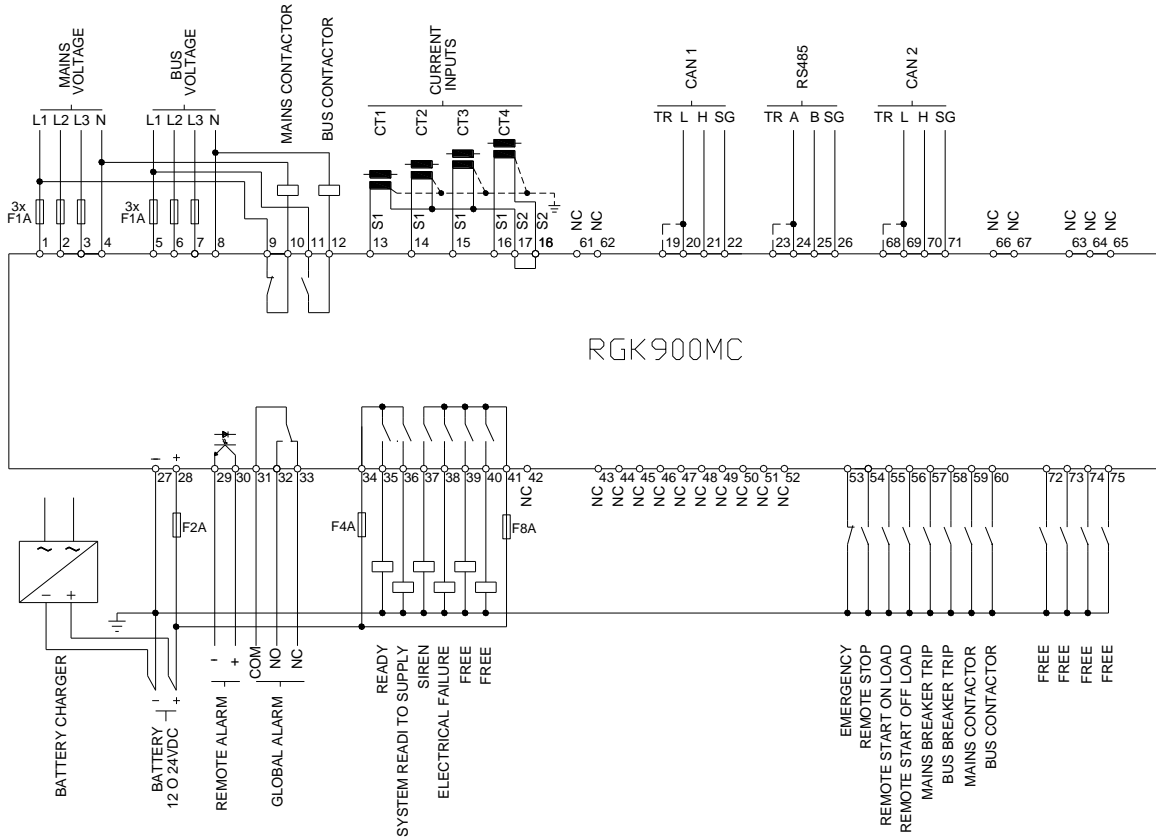 MAINS
VOLTAGE
BUS
VOLTAGE
MAINS CONTACTOR
BUS CONTACTOR
CURRENT
INPUTS
CAN 1
RS485
CAN 2
L1 L2 L3 N
L1 L2 L3 N
CT1
CT2
CT3
CT4
TR L H SG
TR A B SG
TR L H SG
3x
F1A
3x
F1A
S1
S1
S1
S1
S2
S2
NC
NC
NC
NC
NC
NC
NC
1 2 3 4 5 6 7 8 9 10 11 12 13 14 15 16 17 18 61 62 19 20 21 22 23 24 25 26 68 69 70 71 66 67 63 64 65
RGK900MC
- +
27 28 29 30 31 32 33 34 35 36 37 38 39 40 41 42 43 44 45 46 47 48 49 50 51 52 53 54 55 56 57 58 59 60 72 73 74 75
NC
NC
NC
NC
NC
NC
NC
NC
NC
NC
NC
F2A
F4A
F8A
~ ~
- +
- +
- +
COM
NO
NC
BATTERY CHARGER
BATTERY
12 O 24VDC
REMOTE ALARM
GLOBAL ALARM
READY
SYSTEM READI TO SUPPLY
SIREN
ELECTRICAL FAILURE
FREE
FREE
EMERGENCY
REMOTE STOP
REMOTE START ON LOAD
REMOTE START OFF LOAD
MAINS BREAKER TRIP
BUS BREAKER TRIP
MAINS CONTACTOR
BUS CONTACTOR
FREE
FREE
FREE
FREE